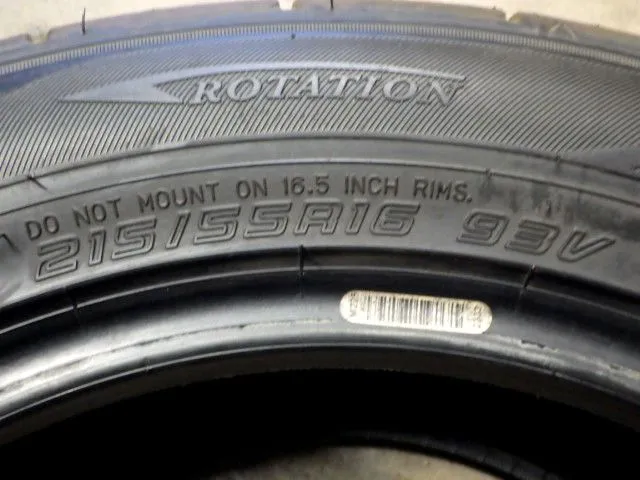 ROTATION
DO NOT MOUNT ON 16.5 INCH RIMS.
215/55R16 93V